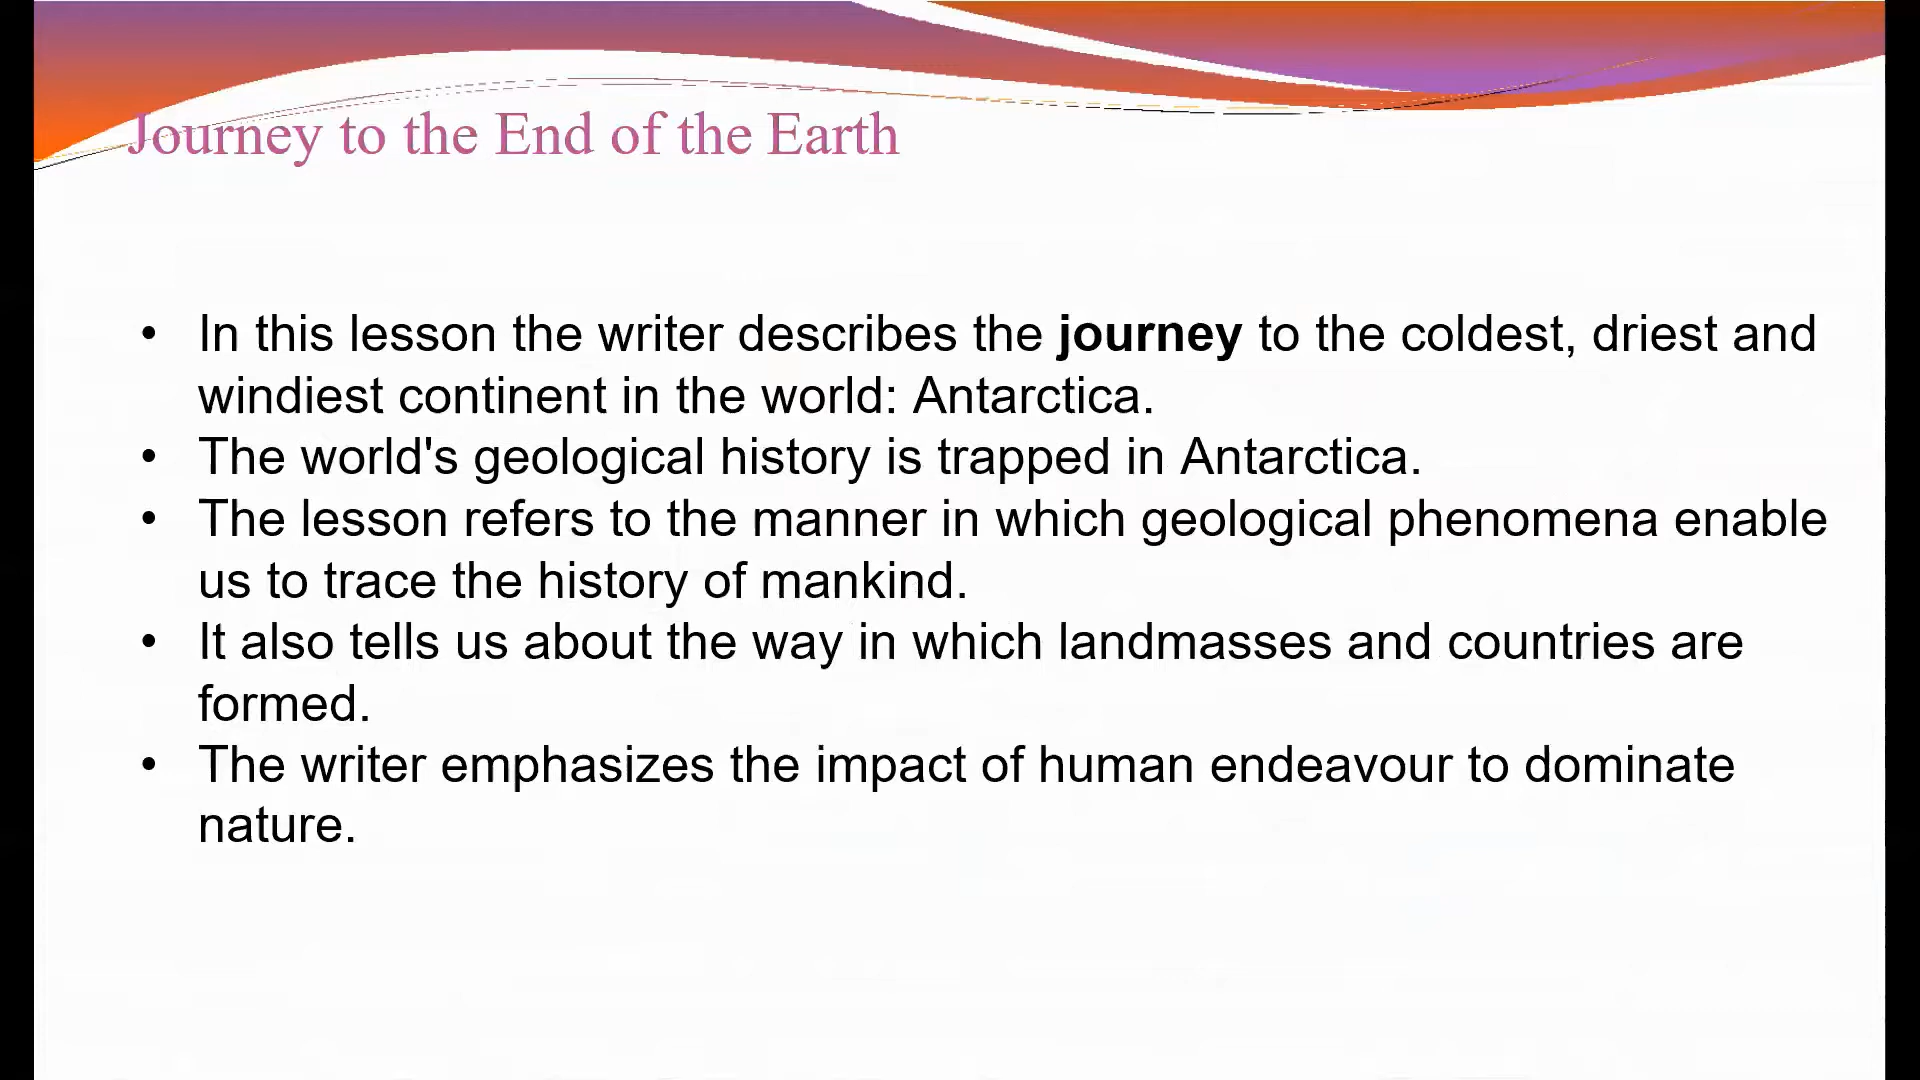 Journey to the End of the Earth
• In this lesson the writer describes the journey to the coldest, driest and
windiest continent in the world: Antarctica.
• The world's geological history is trapped in Antarctica.
• The lesson refers to the manner in which geological phenomena enable
us to trace the history of mankind.
• It also tells us about the way in which landmasses and countries are
formed.
• The writer emphasizes the impact of human endeavour to dominate
nature.